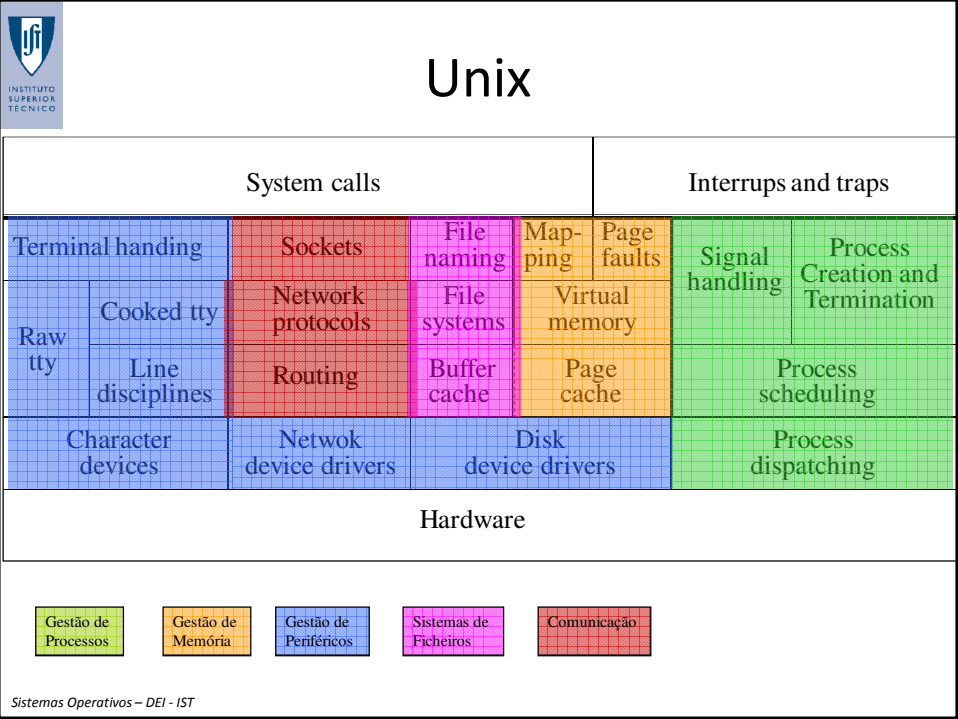 INSTITUTO
SUPERIOR
TÉCNICO
Unix
System calls
Interrups and traps
Terminal handing
Sockets
File
naming
Map-
ping
Page
faults
Signal
handling
Process
Creation and
Termination
Raw
tty
Cooked tty
Network
protocols
File
systems
Virtual
memory
Line
disciplines
Routing
Buffer
cache
Page
cache
Process
scheduling
Character
devices
Netwok
device drivers
Disk
device drivers
Process
dispatching
Hardware
Gestão de
Processos
Gestão de
Memória
Gestão de
Periféricos
Sistemas de
Ficheiros
Comunicação
Sistemas Operativos – DEI - IST